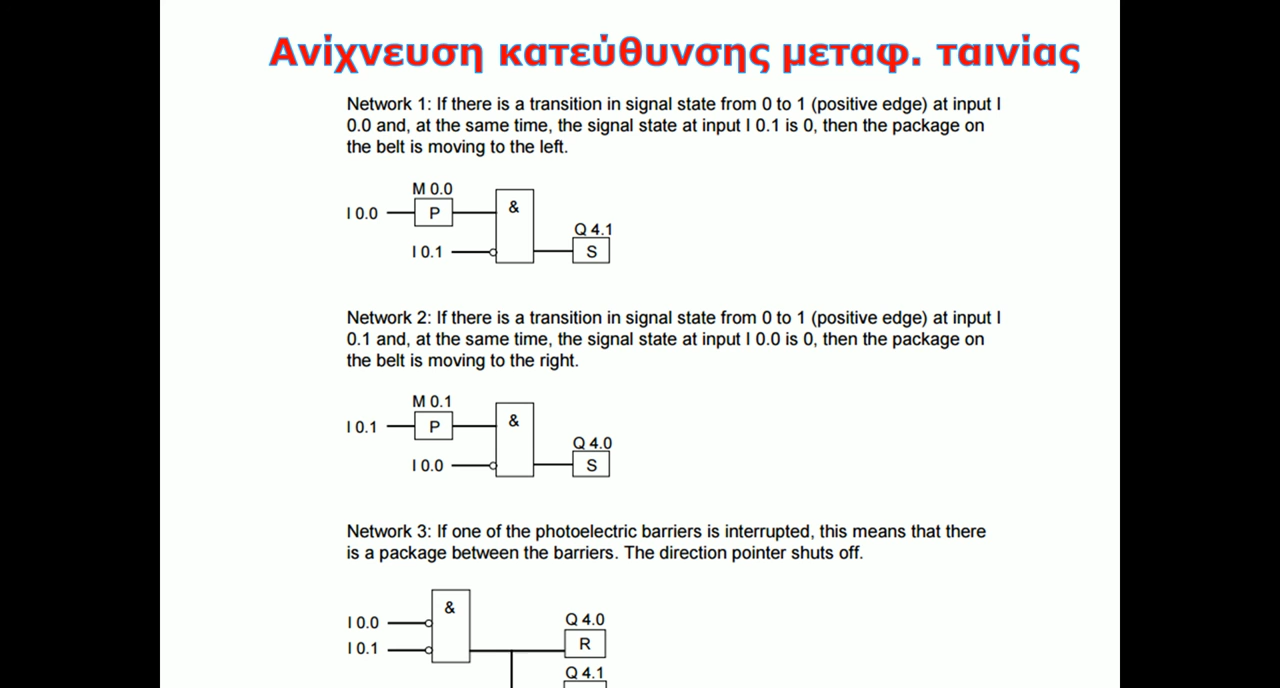 Ανίχνευση κατεύθυνσης μεταφ. ταινίας
Network 1: If there is a transition in signal state from 0 to 1 (positive edge) at input I
0.0 and, at the same time, the signal state at input I 0.1 is 0, then the package on
the belt is moving to the left.
M 0.0
I 0.0 P &
Q 4.1
I 0.1 S
Network 2: If there is a transition in signal state from 0 to 1 (positive edge) at input I
0.1 and, at the same time, the signal state at input I 0.0 is 0, then the package on
the belt is moving to the right.
M 0.1
I 0.1 P &
Q 4.0
I 0.0 S
Network 3: If one of the photoelectric barriers is interrupted, this means that there
is a package between the barriers. The direction pointer shuts off.
&
I 0.0 Q 4.0
I 0.1 R
Q 4.1